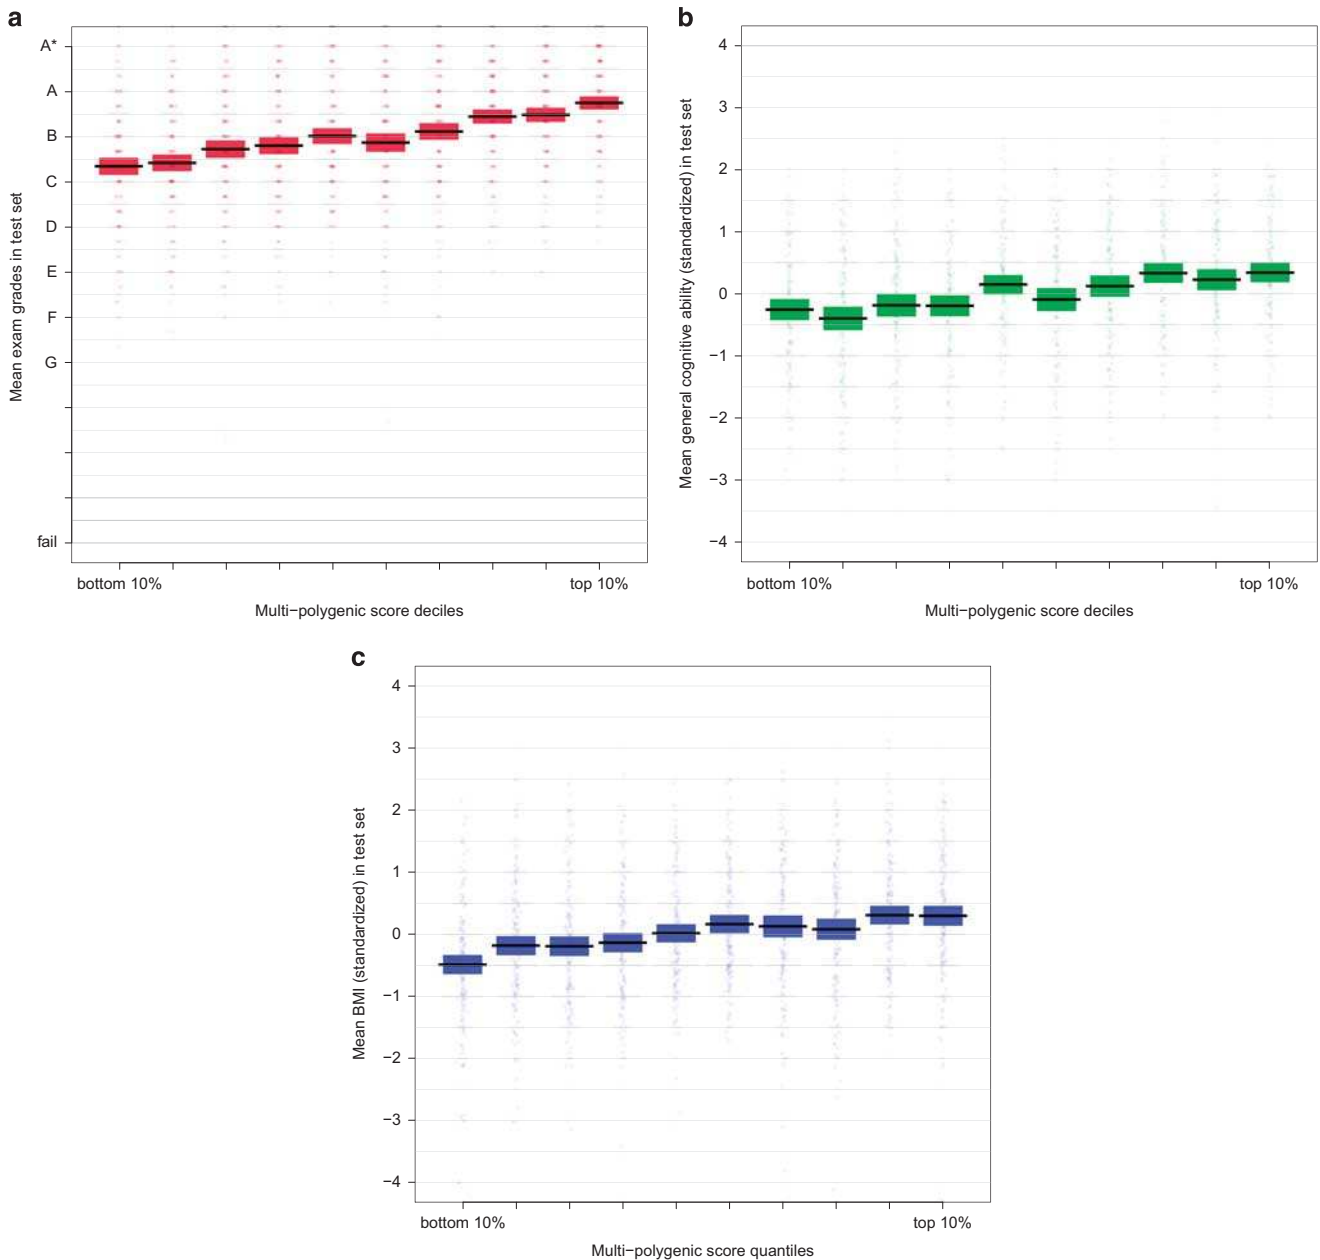 a
Mean exam grades in test set
A*
A
B
C
D
E
F
G
fail
bottom 10%
top 10%
Multi−polygenic score deciles
b
Mean general cognitive ability (standardized) in test set
4
3
2
1
0
−1
−2
−3
−4
bottom 10%
top 10%
Multi−polygenic score deciles
c
Mean BMI (standardized) in test set
4
3
2
1
0
−1
−2
−3
−4
bottom 10%
top 10%
Multi−polygenic score quantiles